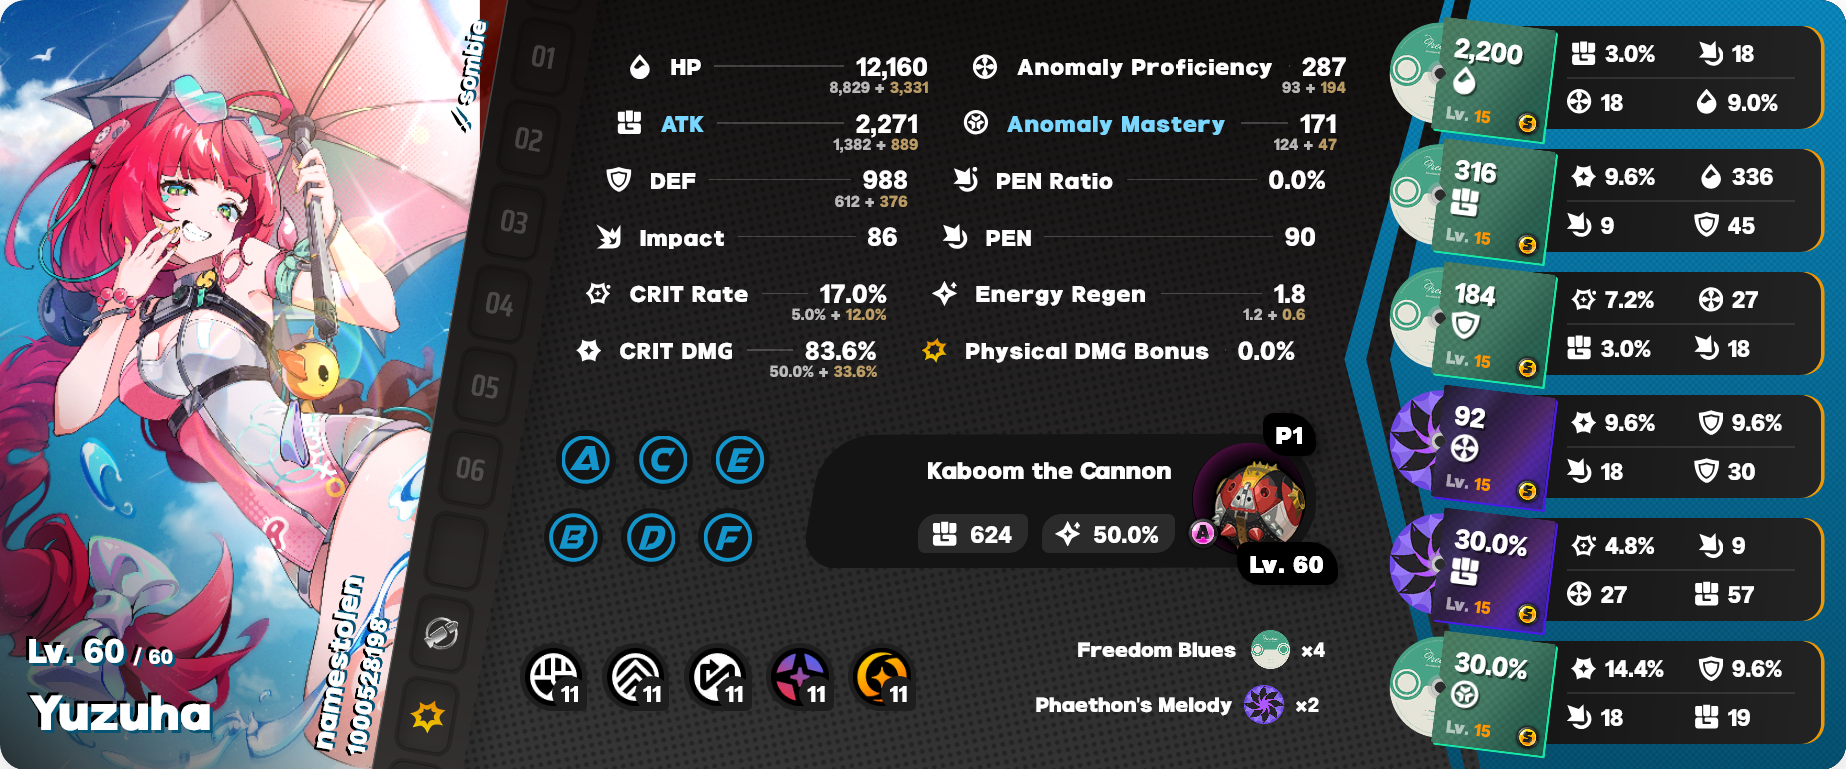 sombie
Lv. 60 / 60
Yuzuha
namestolen
1000528198
01
02
03
04
05
06
HP 12,160
8,829 + 3,331
Anomaly Proficiency 287
93 + 194
ATK 2,271
1,382 + 889
Anomaly Mastery 171
124 + 47
DEF 988
612 + 376
PEN Ratio 0.0%
Impact 86
PEN 90
CRIT Rate 17.0%
5.0% + 12.0%
Energy Regen 1.8
1.2 + 0.6
CRIT DMG 83.6%
50.0% + 33.6%
Physical DMG Bonus 0.0%
A C E
B D F
P1
Kaboom the Cannon
624 50.0%
A
Lv. 60
11 11 11 11 11
Freedom Blues ×4
Phaethon's Melody ×2
2,200
Lv. 15
S
3.0% 18
18 9.0%
316
Lv. 15
S
9.6% 336
9 45
184
Lv. 15
S
7.2% 27
3.0% 18
92
Lv. 15
S
9.6% 9.6%
18 30
30.0%
Lv. 15
S
4.8% 9
27 57
30.0%
Lv. 15
S
14.4% 9.6%
18 19